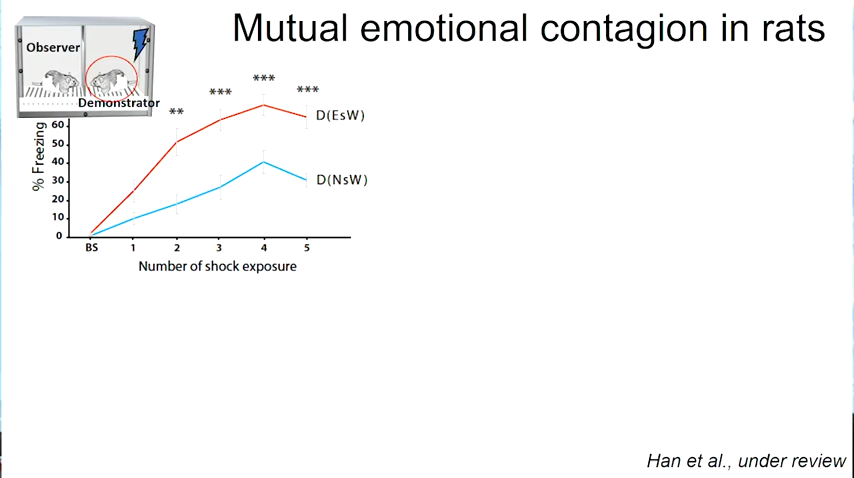 Mutual emotional contagion in rats
Observer
Demonstrator
***
***
***
**
D(EsW)
D(NsW)
% Freezing
60
50
40
30
20
10
0
BS 1 2 3 4 5
Number of shock exposure
Han et al., under review